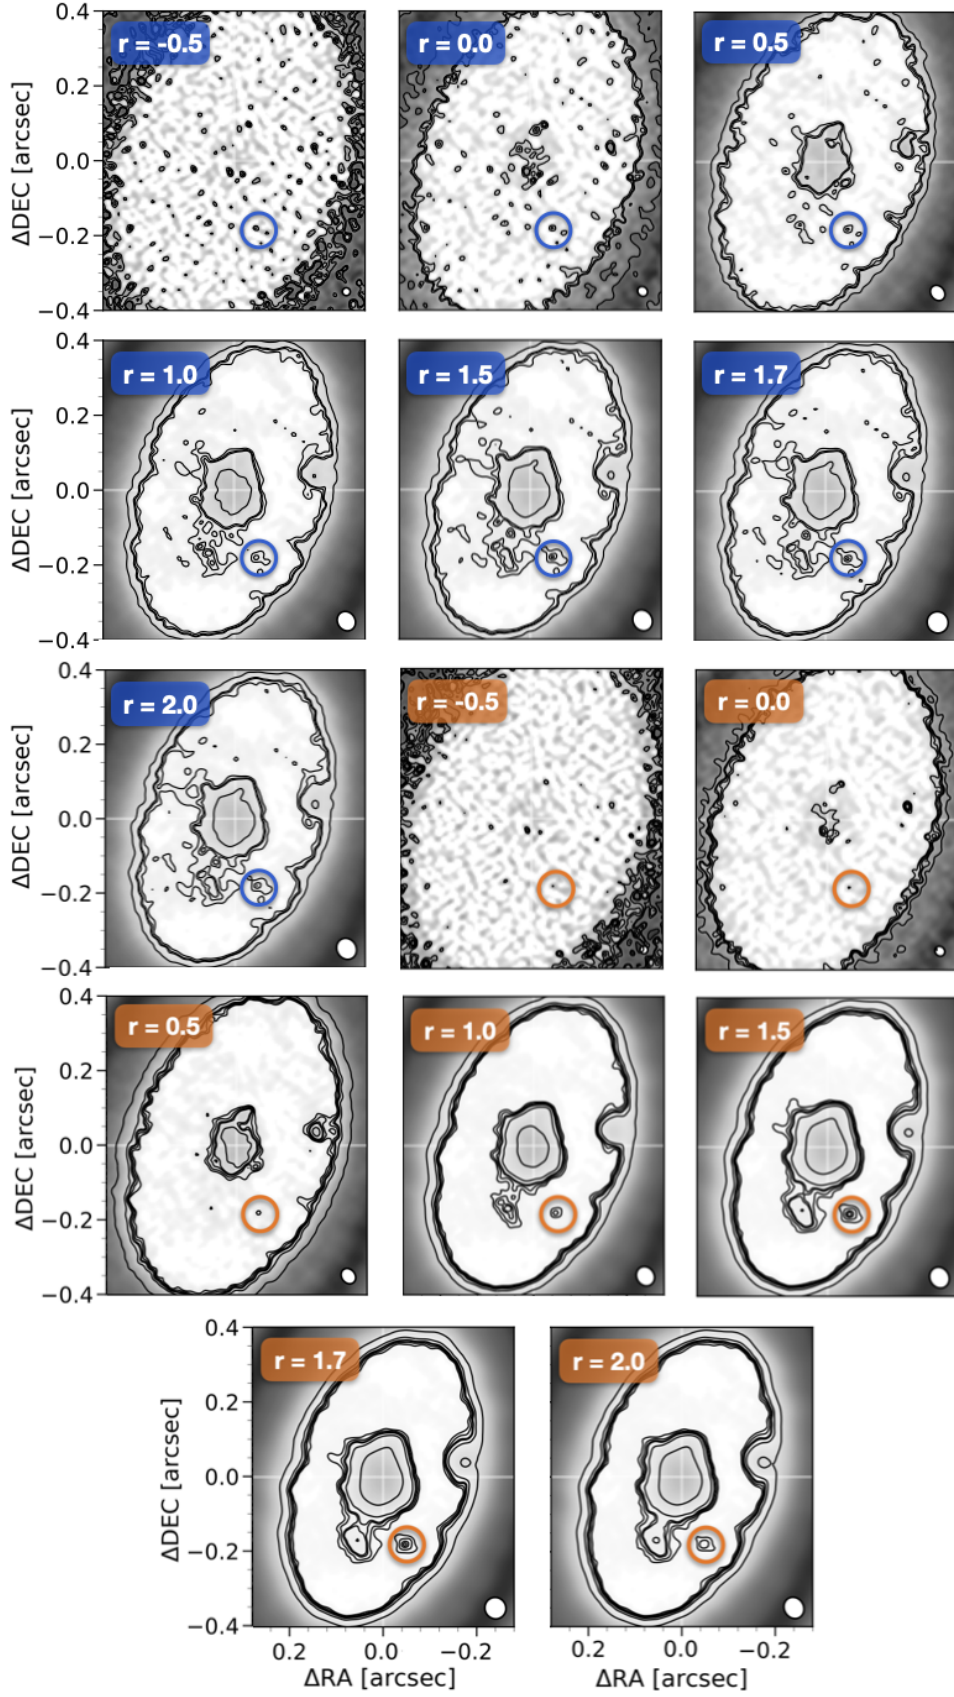 r = -0.5
r = 0.0
r = 0.5
0.4
0.2
0.0
−0.2
−0.4
ΔDEC [arcsec]
r = 1.0
r = 1.5
r = 1.7
0.4
0.2
0.0
−0.2
−0.4
ΔDEC [arcsec]
r = 2.0
r = -0.5
r = 0.0
0.4
0.2
0.0
−0.2
−0.4
ΔDEC [arcsec]
r = 0.5
r = 1.0
r = 1.5
0.4
0.2
0.0
−0.2
−0.4
ΔDEC [arcsec]
r = 1.7
r = 2.0
0.4
0.2
0.0
−0.2
−0.4
ΔDEC [arcsec]
0.2 0.0 −0.2
0.2 0.0 −0.2
ΔRA [arcsec]
ΔRA [arcsec]